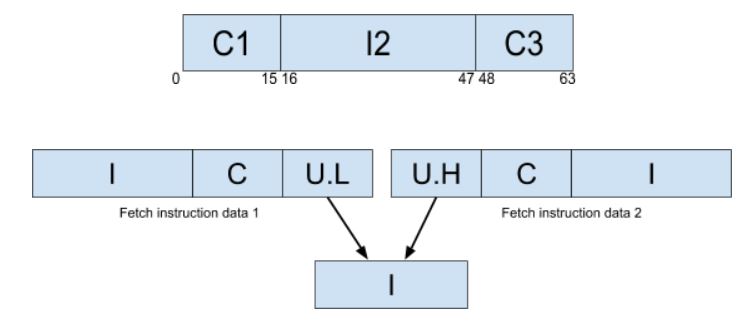 C1 I2 C3
0 15 16 47 48 63
I C U.L U.H C I
Fetch instruction data 1 Fetch instruction data 2
I